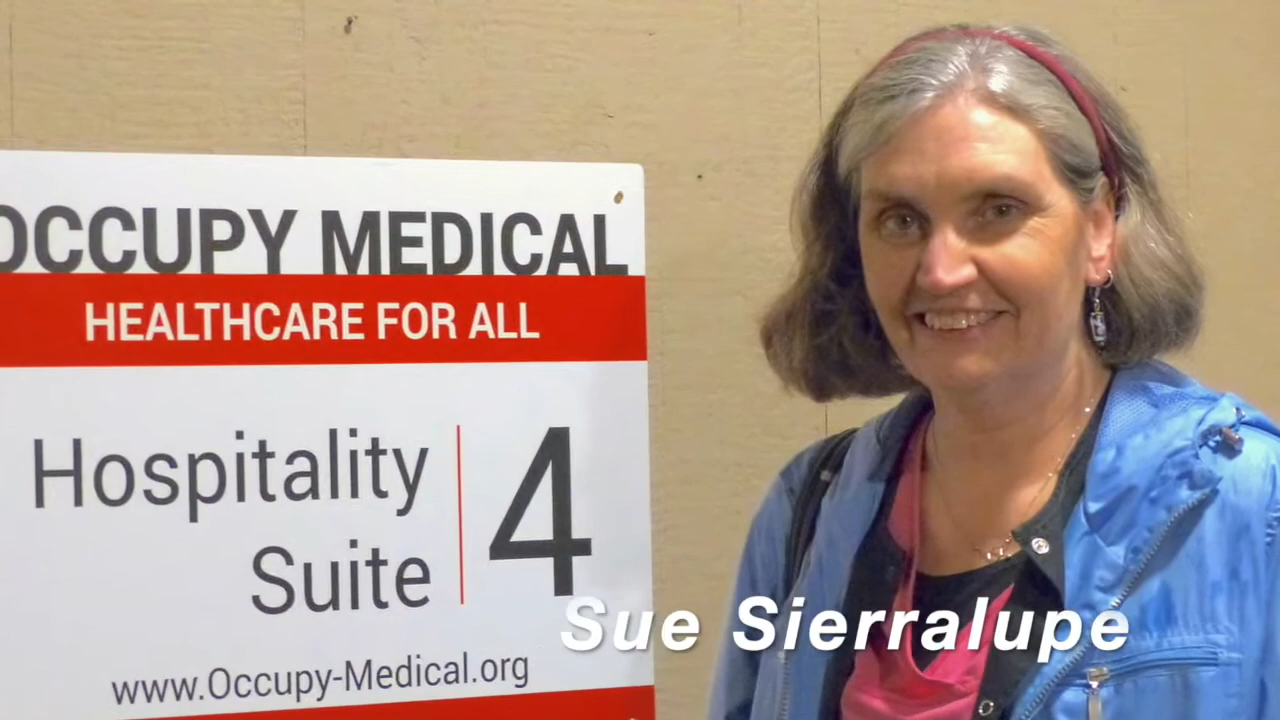 OCCUPY MEDICAL
HEALTHCARE FOR ALL
Hospitality
Suite
4
www.Occupy-Medical.org
Sue Sierralupe